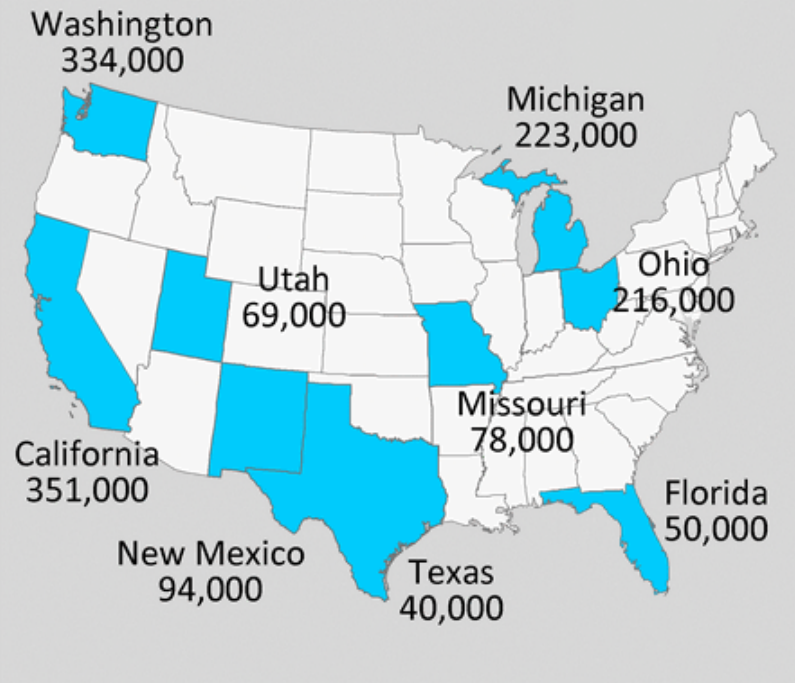 Washington
334,000
Michigan
223,000
Ohio
216,000
Utah
69,000
Missouri
78,000
California
351,000
Florida
50,000
New Mexico
94,000
Texas
40,000